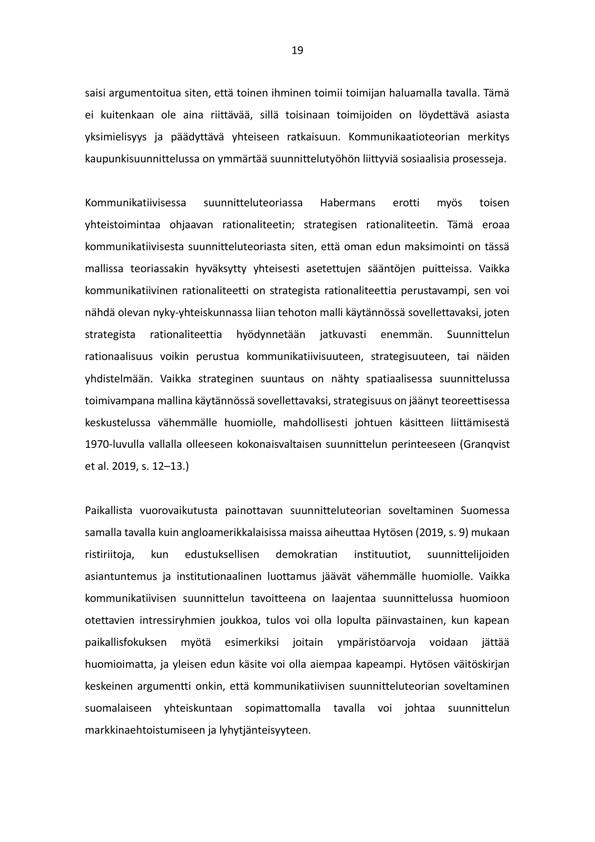 19
saisi argumentoitua siten, että toinen ihminen toimii toimijan haluamalla tavalla. Tämä
ei kuitenkaan ole aina riittävää, sillä toisinaan toimijoiden on löydettävä asiasta
yksimielisyys ja päädyttävä yhteiseen ratkaisuun. Kommunikaatioteorian merkitys
kaupunkisuunnittelussa on ymmärtää suunnittelutyöhön liittyviä sosiaalisia prosesseja.
Kommunikatiivisessa suunnitteluteoriassa Habermans erotti myös toisen
yhteistoimintaa ohjaavan rationaliteetin; strategisen rationaliteetin. Tämä eroaa
kommunikatiivisesta suunnitteluteoriasta siten, että oman edun maksimointi on tässä
mallissa teoriassakin hyväksytty yhteisesti asetettujen sääntöjen puitteissa. Vaikka
kommunikatiivinen rationaliteetti on strategista rationaliteettia perustavampi, sen voi
nähdä olevan nyky-yhteiskunnassa liian tehoton malli käytännössä sovellettavaksi, joten
strategista rationaliteettia hyödynnetään jatkuvasti enemmän. Suunnittelun
rationaalisuus voikin perustua kommunikatiivisuuteen, strategisuuteen, tai näiden
yhdistelmään. Vaikka strateginen suuntaus on nähty spatiaalisessa suunnittelussa
toimivampana mallina käytännössä sovellettavaksi, strategisuus on jäänyt teoreettisessa
keskustelussa vähemmälle huomiolle, mahdollisesti johtuen käsitteen liittämisestä
1970-luvulla vallalla olleeseen kokonaisvaltaisen suunnittelun perinteeseen (Granqvist
et al. 2019, s. 12–13.)
Paikallista vuorovaikutusta painottavan suunnitteluteorian soveltaminen Suomessa
samalla tavalla kuin angloamerikkalaisissa maissa aiheuttaa Hytösen (2019, s. 9) mukaan
ristiriitoja, kun edustuksellisen demokratian instituutiot, suunnittelijoiden
asiantuntemus ja institutionaalinen luottamus jäävät vähemmälle huomiolle. Vaikka
kommunikatiivisen suunnittelun tavoitteena on laajentaa suunnittelussa huomioon
otettavien intressiryhmien joukkoa, tulos voi olla lopulta päinvastainen, kun kapean
paikallisfokuksen myötä esimerkiksi joitain ympäristöarvoja voidaan jättää
huomioimatta, ja yleisen edun käsite voi olla aiempaa kapeampi. Hytösen väitöskirjan
keskeinen argumentti onkin, että kommunikatiivisen suunnitteluteorian soveltaminen
suomalaiseen yhteiskuntaan sopimattomalla tavalla voi johtaa suunnittelun
markkinaehtoistumiseen ja lyhytjänteisyyteen.